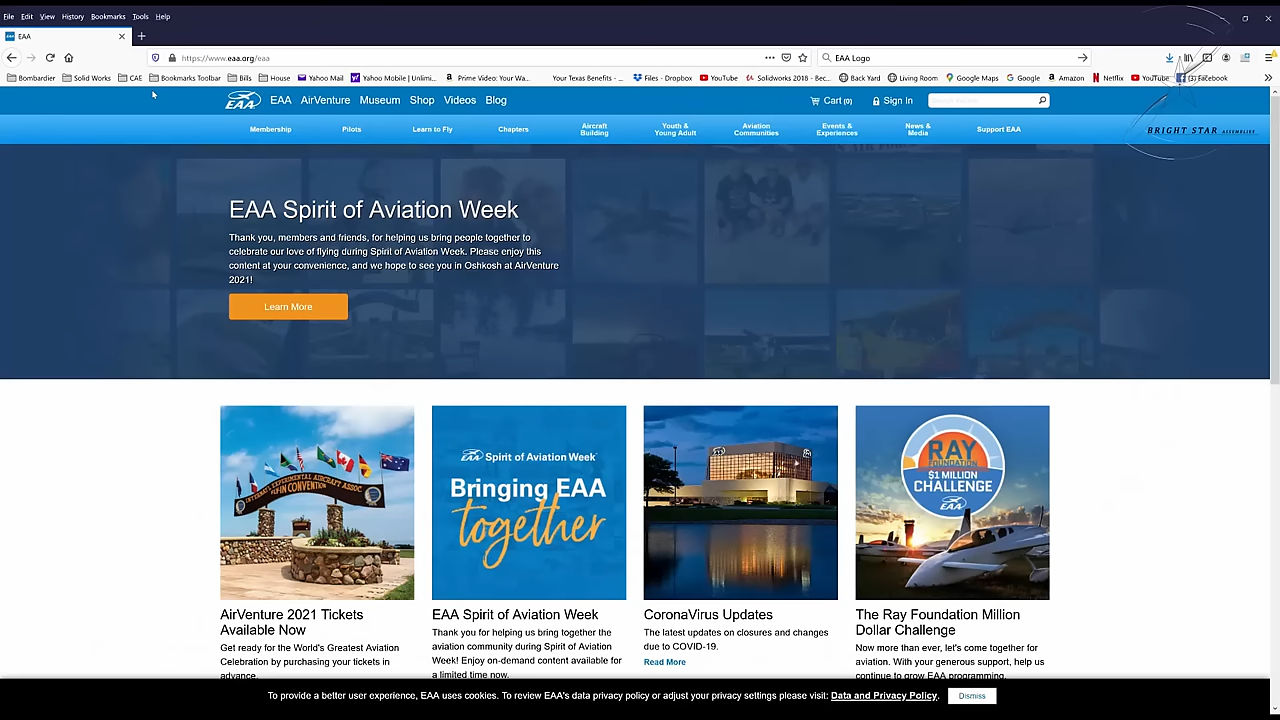 File Edit View History Bookmarks Tools Help
EAA
https://www.eaa.org/eaa
EAA Logo
Bombardier Solid Works CAE Bookmarks Toolbar Bills House Yahoo Mail Yahoo Mobile | Unlimi... Prime Video: Your Wa... Your Texas Benefits - ... Files - Dropbox YouTube Solidworks 2018 - Bec... Back Yard Living Room Google Maps Google Amazon Netflix YouTube (3) Facebook
EAA EAA AirVenture Museum Shop Videos Blog
Cart (0) Sign In
Membership Pilots Learn to Fly Chapters Aircraft Building Youth & Young Adult Aviation Communities Events & Experiences News & Media Support EAA
BRIGHT STAR ASSEMBLIES
EAA Spirit of Aviation Week
Thank you, members and friends, for helping us bring people together to
celebrate our love of flying during Spirit of Aviation Week. Please enjoy this
content at your convenience, and we hope to see you in Oshkosh at AirVenture
2021!
Learn More
EXPERIMENTAL AIRCRAFT ASSOC.
FLY-IN CONVENTION
EAA Spirit of Aviation Week
Bringing EAA
together
RAY
FOUNDATION
$1 MILLION
CHALLENGE
EAA
AirVenture 2021 Tickets
Available Now
Get ready for the World's Greatest Aviation
Celebration by purchasing your tickets in
advance.
EAA Spirit of Aviation Week
Thank you for helping us bring together the
aviation community during Spirit of Aviation
Week! Enjoy on-demand content available for
a limited time now.
CoronaVirus Updates
The latest updates on closures and changes
due to COVID-19.
Read More
The Ray Foundation Million
Dollar Challenge
Now more than ever, let's come together for
aviation. With your generous support, help us
continue to grow EAA programming.
To provide a better user experience, EAA uses cookies. To review EAA's data privacy policy or adjust your privacy settings please visit: Data and Privacy Policy. Dismiss